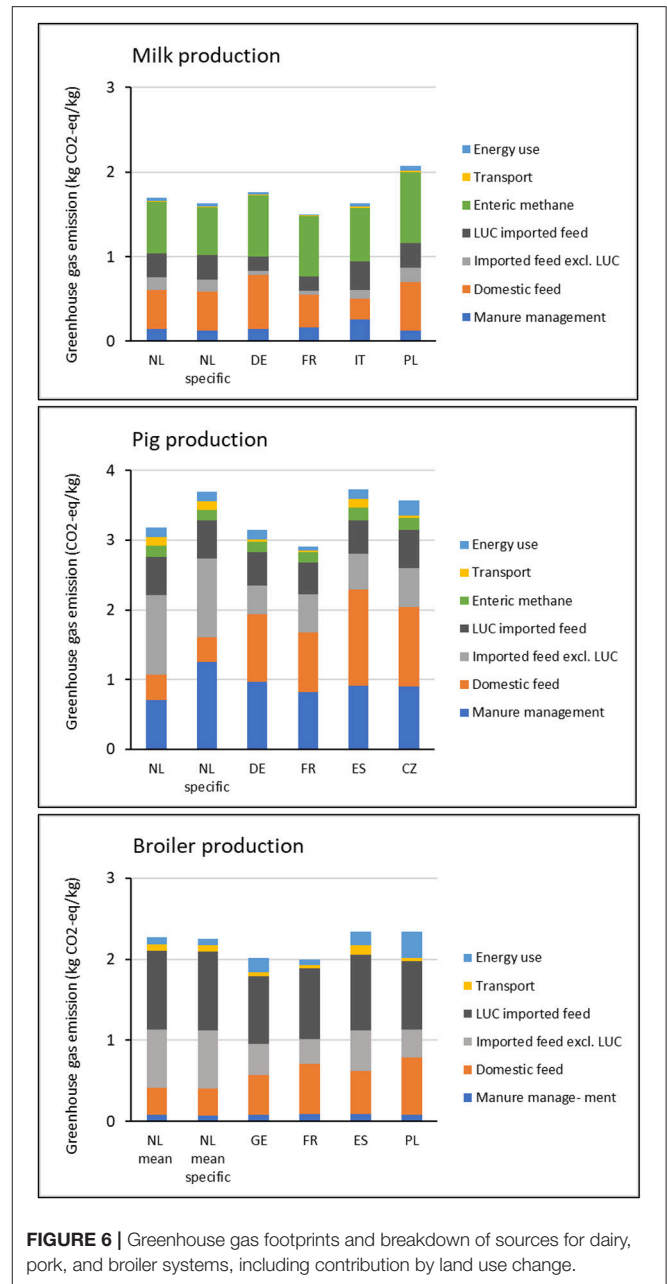 Milk production
Greenhouse gas emission (kg CO2-eq/kg)
3
2
1
0
NL
NL specific
DE
FR
IT
PL
Energy use
Transport
Enteric methane
LUC imported feed
Imported feed excl. LUC
Domestic feed
Manure management
Pig production
Greenhouse gas emission (CO2-eq/kg)
4
3
2
1
0
NL
NL specific
DE
FR
ES
CZ
Energy use
Transport
Enteric methane
LUC imported feed
Imported feed excl. LUC
Domestic feed
Manure management
Broiler production
Greenhouse gas emission (kg CO2-eq/kg)
3
2
1
0
NL mean
NL mean specific
GE
FR
ES
PL
Energy use
Transport
LUC imported feed
Imported feed excl. LUC
Domestic feed
Manure manage- ment
FIGURE 6 | Greenhouse gas footprints and breakdown of sources for dairy,
pork, and broiler systems, including contribution by land use change.